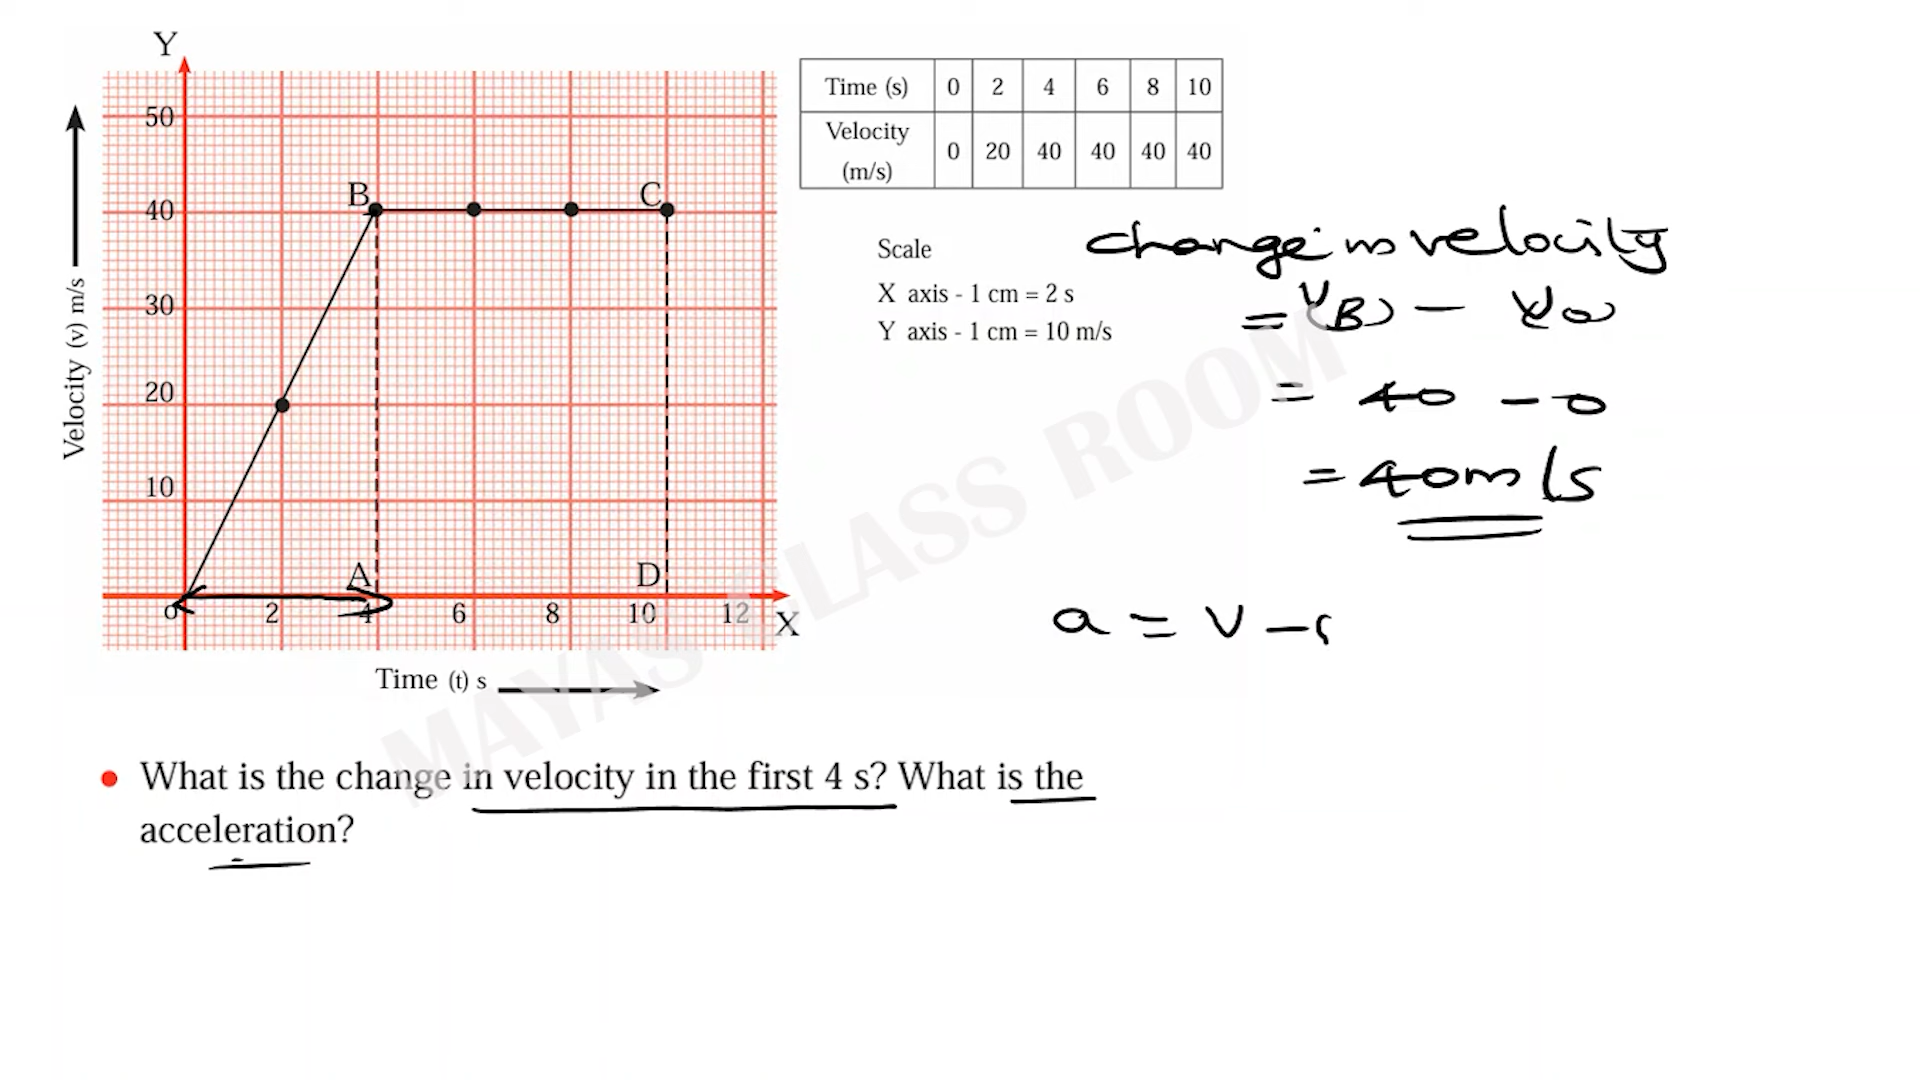 Y
50
40
30
20
10
0
2
4
6
8
10
12
X
B
C
A
D
Velocity (v) m/s
Time (t) s
Time (s) 0 2 4 6 8 10
Velocity (m/s) 0 20 40 40 40 40
Scale
X axis - 1 cm = 2 s
Y axis - 1 cm = 10 m/s
change in velocity
= 40 - 0
= 40m/s
a = v -
What is the change in velocity in the first 4 s? What is the
acceleration?
MAYAS CLASS ROOM